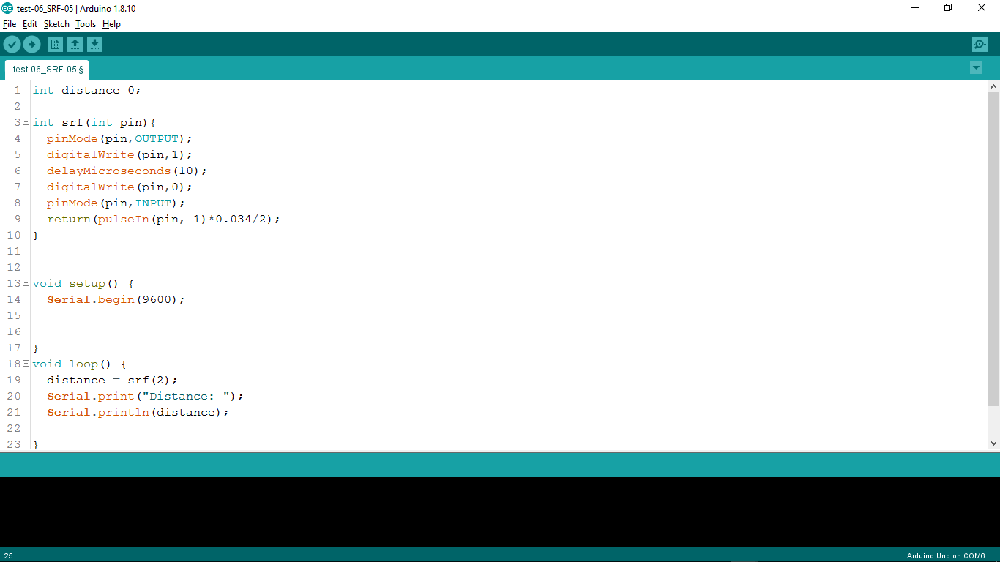 test-06_SRF-05 | Arduino 1.8.10
File Edit Sketch Tools Help
test-06_SRF-05 §
1 int distance=0;
2
3 int srf(int pin){
4   pinMode(pin,OUTPUT);
5   digitalWrite(pin,1);
6   delayMicroseconds(10);
7   digitalWrite(pin,0);
8   pinMode(pin,INPUT);
9   return(pulseIn(pin, 1)*0.034/2);
10 }
11
12
13 void setup() {
14   Serial.begin(9600);
15
16
17 }
18 void loop() {
19   distance = srf(2);
20   Serial.print("Distance: ");
21   Serial.println(distance);
22
23 }
25 Arduino Uno on COM6